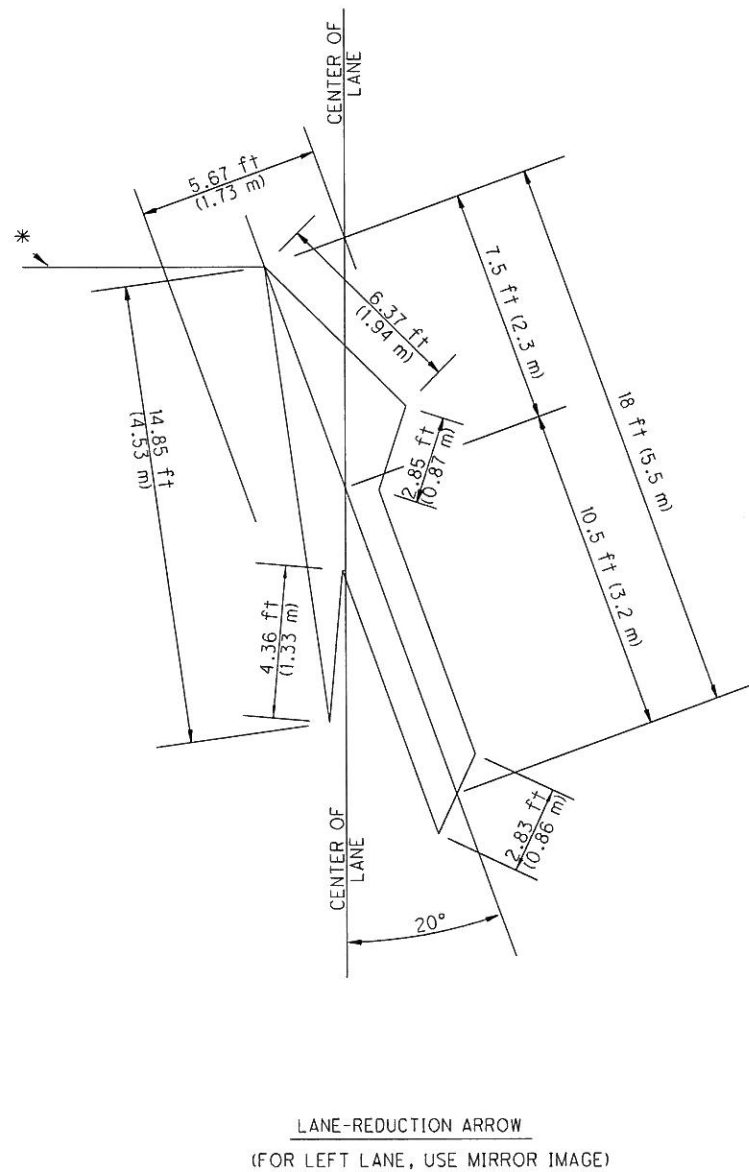 CENTER OF
LANE
5.67 ft
(1.73 m)
*
6.37 ft
(1.94 m)
7.5 ft (2.3 m)
18 ft (5.5 m)
14.85 ft
(4.53 m)
2.85 ft
(0.87 m)
10.5 ft (3.2 m)
4.36 ft
(1.33 m)
CENTER OF
LANE
2.83 ft
(0.86 m)
20°
LANE-REDUCTION ARROW
(FOR LEFT LANE, USE MIRROR IMAGE)